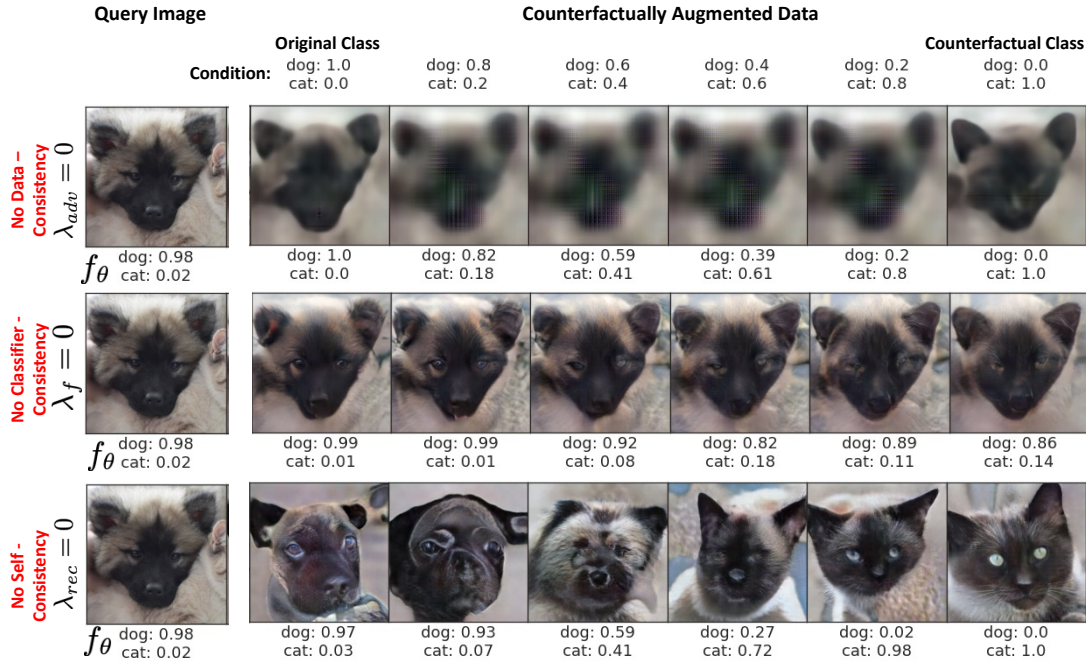 Query Image
Counterfactually Augmented Data
Original Class
Counterfactual Class
Condition:
dog: 1.0 dog: 0.8 dog: 0.6 dog: 0.4 dog: 0.2 dog: 0.0
cat: 0.0 cat: 0.2 cat: 0.4 cat: 0.6 cat: 0.8 cat: 1.0
No Data –
Consistency
λ_adv = 0
f_θ
dog: 0.98 dog: 1.0 dog: 0.82 dog: 0.59 dog: 0.39 dog: 0.2 dog: 0.0
cat: 0.02 cat: 0.0 cat: 0.18 cat: 0.41 cat: 0.61 cat: 0.8 cat: 1.0
No Classifier -
Consistency
λ_f = 0
f_θ
dog: 0.98 dog: 0.99 dog: 0.99 dog: 0.92 dog: 0.82 dog: 0.89 dog: 0.86
cat: 0.02 cat: 0.01 cat: 0.01 cat: 0.08 cat: 0.18 cat: 0.11 cat: 0.14
No Self -
Consistency
λ_rec = 0
f_θ
dog: 0.98 dog: 0.97 dog: 0.93 dog: 0.59 dog: 0.27 dog: 0.02 dog: 0.0
cat: 0.02 cat: 0.03 cat: 0.07 cat: 0.41 cat: 0.72 cat: 0.98 cat: 1.0